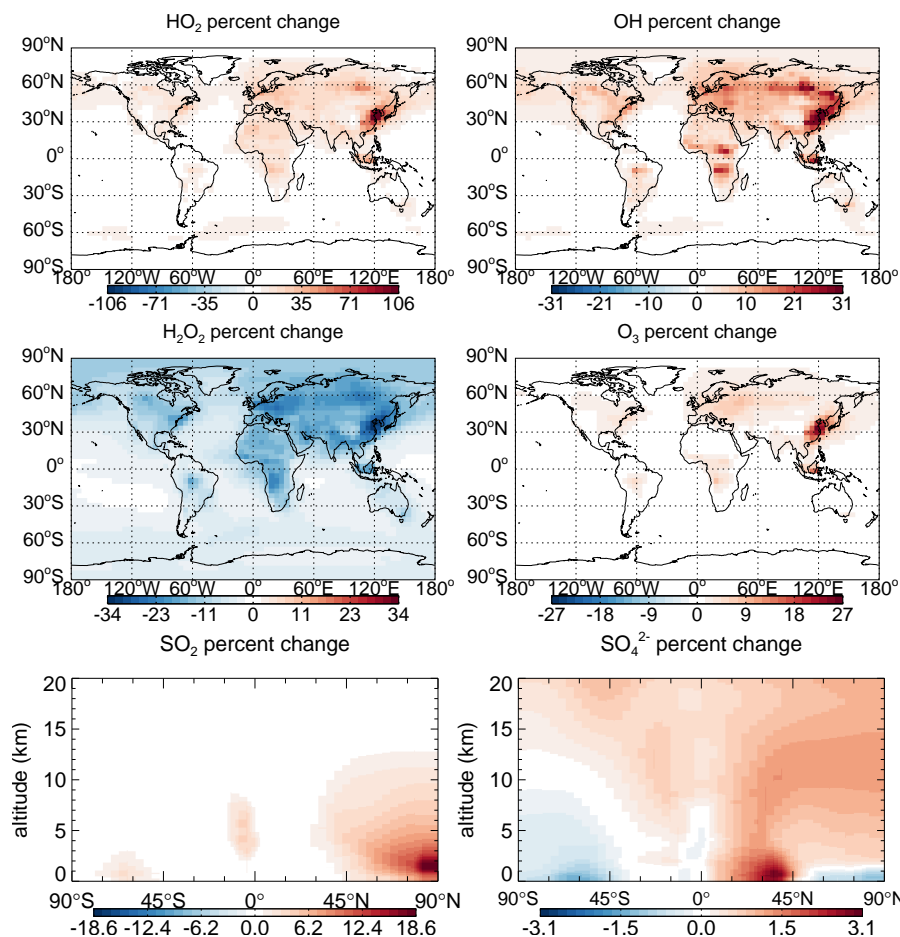 HO₂ percent change
OH percent change
90°N
60°N
30°N
0°
30°S
60°S
90°S
180° 120°W 60°W 0° 60°E 120°E 180°
-106 -71 -35 0 35 71 106
90°N
60°N
30°N
0°
30°S
60°S
90°S
180° 120°W 60°W 0° 60°E 120°E 180°
-31 -21 -10 0 10 21 31
H₂O₂ percent change
O₃ percent change
90°N
60°N
30°N
0°
30°S
60°S
90°S
180° 120°W 60°W 0° 60°E 120°E 180°
-34 -23 -11 0 11 23 34
90°N
60°N
30°N
0°
30°S
60°S
90°S
180° 120°W 60°W 0° 60°E 120°E 180°
-27 -18 -9 0 9 18 27
SO₂ percent change
SO₄²⁻ percent change
altitude (km)
20
15
10
5
0
90°S 45°S 0° 45°N 90°N
-18.6 -12.4 -6.2 0.0 6.2 12.4 18.6
altitude (km)
20
15
10
5
0
90°S 45°S 0° 45°N 90°N
-3.1 -1.5 0.0 1.5 3.1